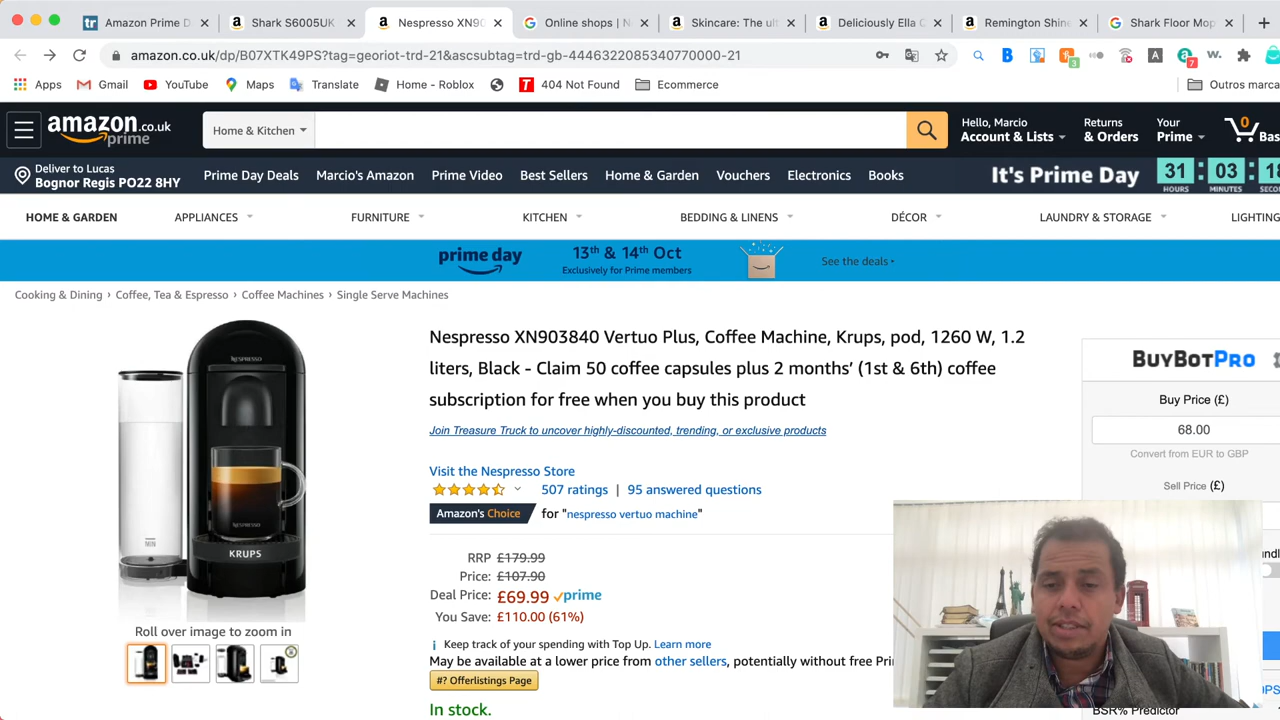 Amazon Prime D
Shark S6005UK
Nespresso XN90
Online shops | N
Skincare: The ult
Deliciously Ella C
Remington Shine
Shark Floor Mop
amazon.co.uk/dp/B07XTK49PS?tag=georiot-trd-21&ascsubtag=trd-gb-4446322085340770000-21
Apps Gmail YouTube Maps Translate Home - Roblox 404 Not Found Ecommerce Outros marca
amazon.co.uk
prime
Home & Kitchen
Hello, Marcio
Account & Lists
Returns
& Orders
Your
Prime
0
Bas
Deliver to Lucas
Bognor Regis PO22 8HY
Prime Day Deals Marcio's Amazon Prime Video Best Sellers Home & Garden Vouchers Electronics Books
It's Prime Day
31 : 03 : 18
HOURS MINUTES SECO
HOME & GARDEN APPLIANCES FURNITURE KITCHEN BEDDING & LINENS DÉCOR LAUNDRY & STORAGE LIGHTING
prime day
13th & 14th Oct
Exclusively for Prime members
See the deals ›
Cooking & Dining › Coffee, Tea & Espresso › Coffee Machines › Single Serve Machines
NESPRESSO
NESPRESSO
MIN
KRUPS
Roll over image to zoom in
Nespresso XN903840 Vertuo Plus, Coffee Machine, Krups, pod, 1260 W, 1.2
liters, Black - Claim 50 coffee capsules plus 2 months’ (1st & 6th) coffee
subscription for free when you buy this product
Join Treasure Truck to uncover highly-discounted, trending, or exclusive products
Visit the Nespresso Store
507 ratings | 95 answered questions
Amazon's Choice for "nespresso vertuo machine"
RRP £179.99
Price: £107.90
Deal Price: £69.99 prime
You Save: £110.00 (61%)
Keep track of your spending with Top Up. Learn more
May be available at a lower price from other sellers, potentially without free Pri
#? Offerlistings Page
In stock.
BUYBOTPRO
Buy Price (£)
68.00
Convert from EUR to GBP
Sell Price (£)
undl
OPS
BSR% Predictor